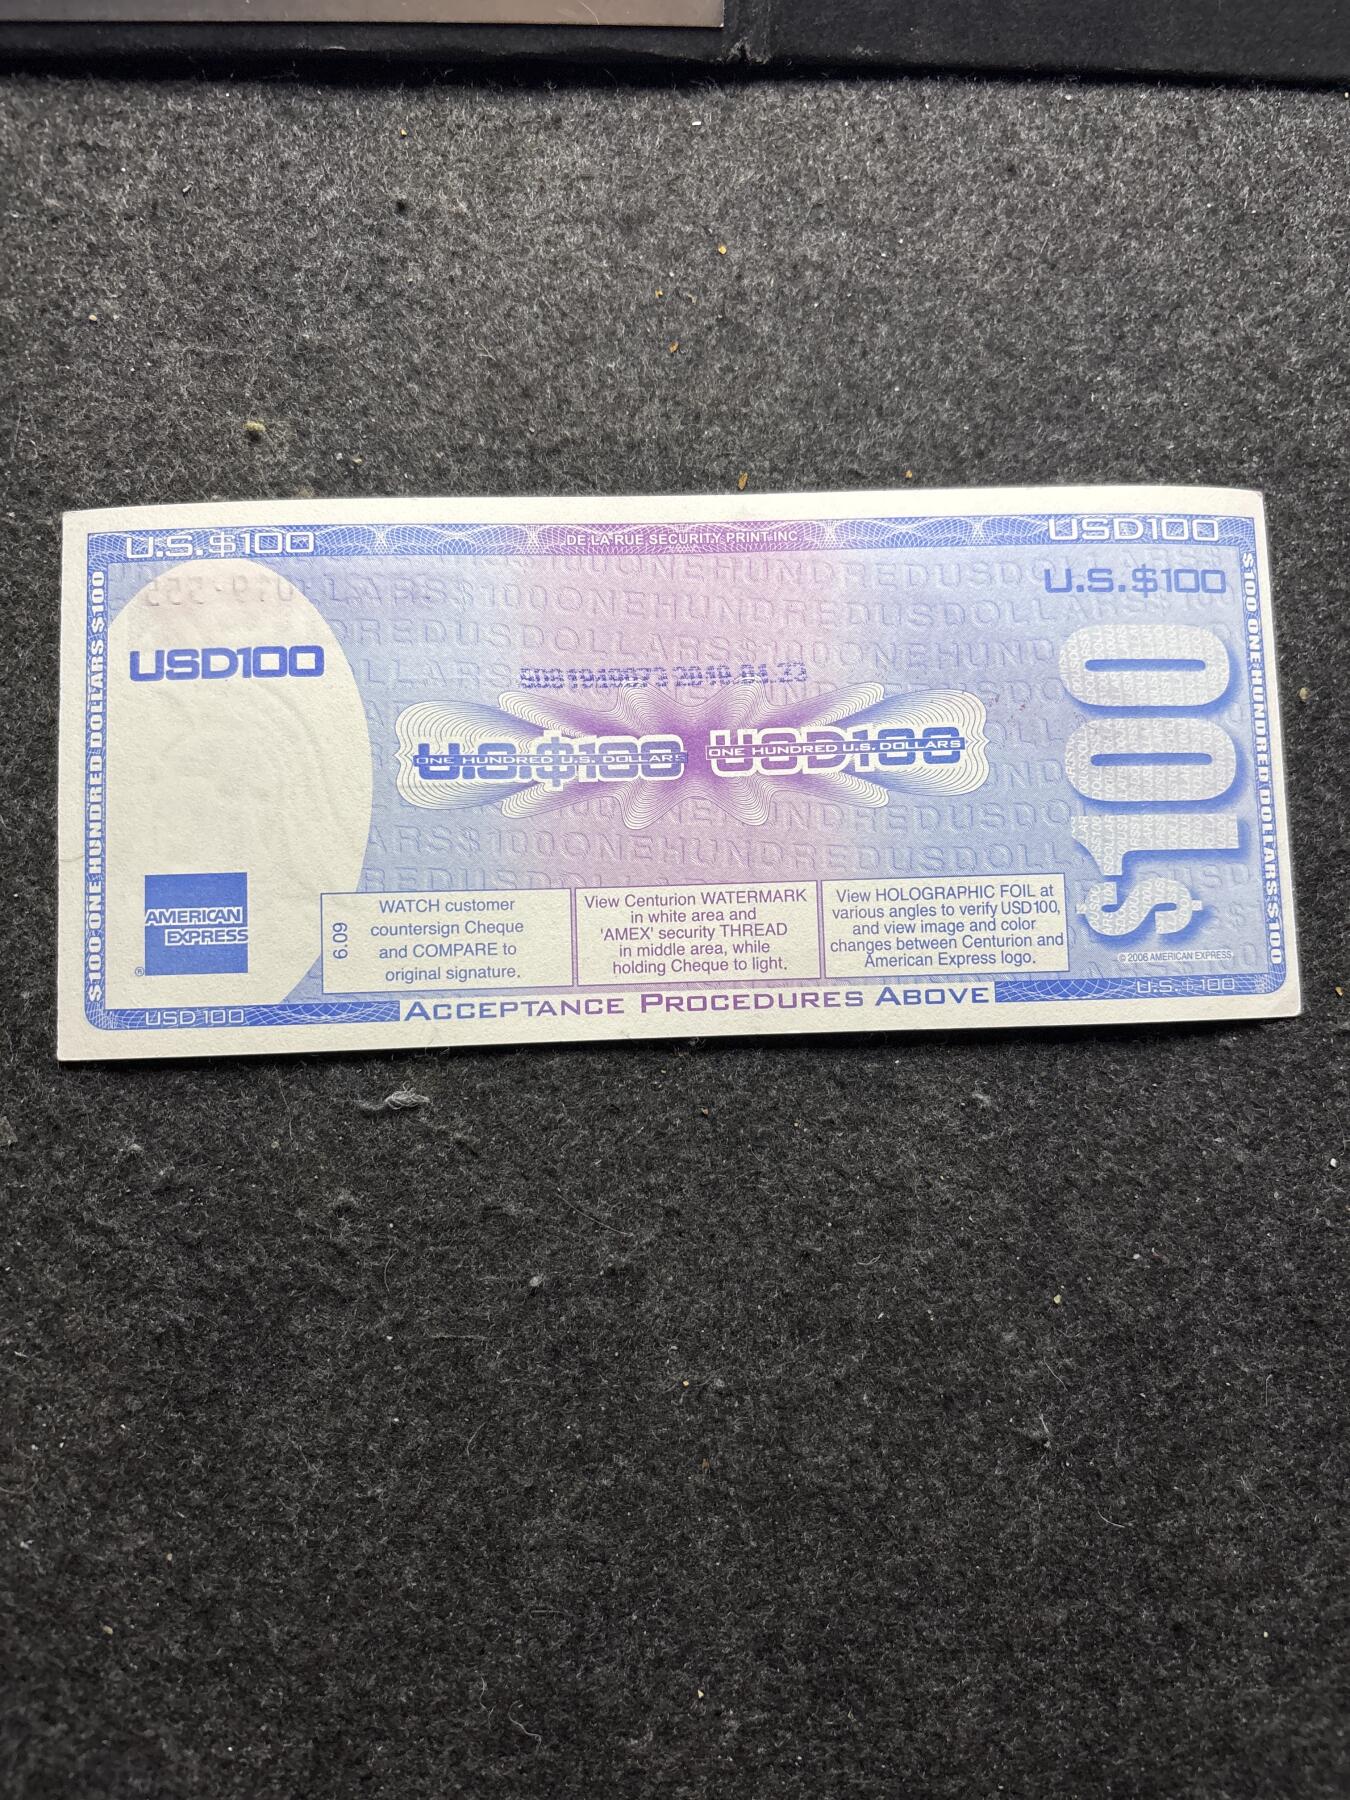 U.S.$100
DE LA RUE SECURITY PRINT INC.
USD100
U.S.$100
USD100
$100 ONE HUNDRED DOLLARS $100
$100 ONE HUNDRED DOLLARS $100
U.S.$100 USD100
ONE HUNDRED U.S. DOLLARS ONE HUNDRED U.S. DOLLARS
$100
AMERICAN
EXPRESS
®
6.09
WATCH customer
countersign Cheque
and COMPARE to
original signature.
View Centurion WATERMARK
in white area and
'AMEX' security THREAD
in middle area, while
holding Cheque to light.
View HOLOGRAPHIC FOIL at
various angles to verify USD100,
and view image and color
changes between Centurion and
American Express logo.
© 2006 AMERICAN EXPRESS
USD100
ACCEPTANCE PROCEDURES ABOVE
U.S.$100